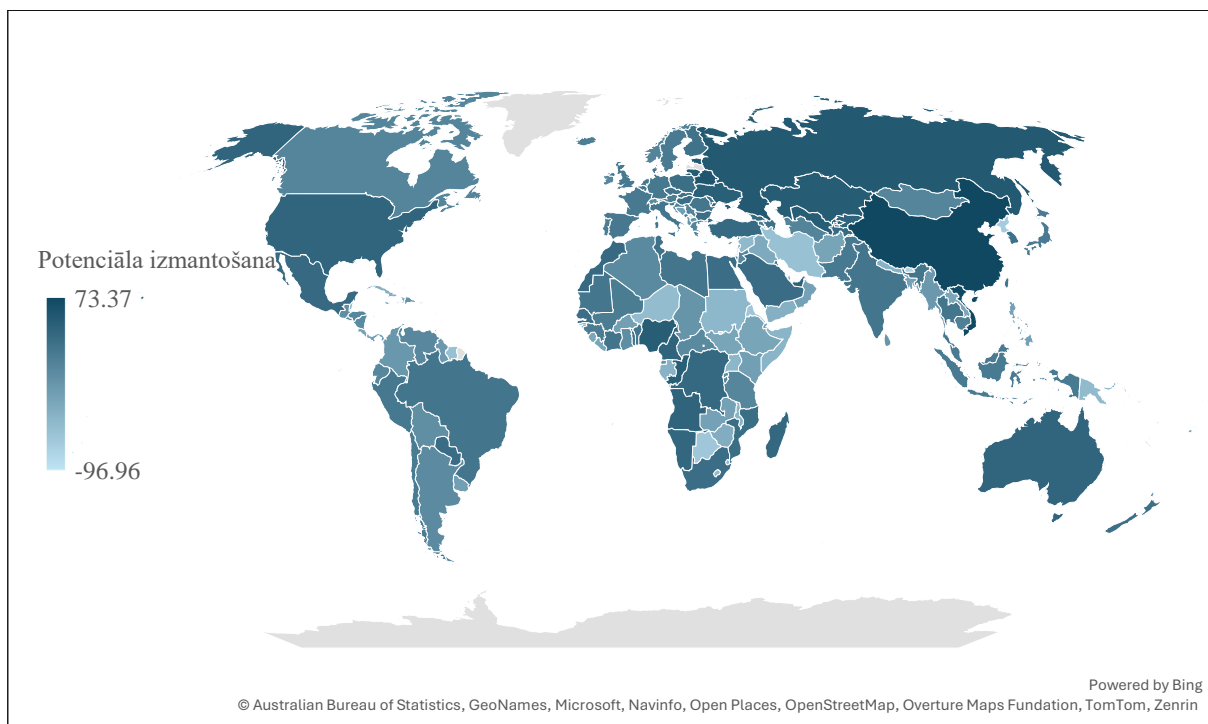 Potenciāla izmantošana
73.37
-96.96
Powered by Bing
© Australian Bureau of Statistics, GeoNames, Microsoft, Navinfo, Open Places, OpenStreetMap, Overture Maps Fundation, TomTom, Zenrin